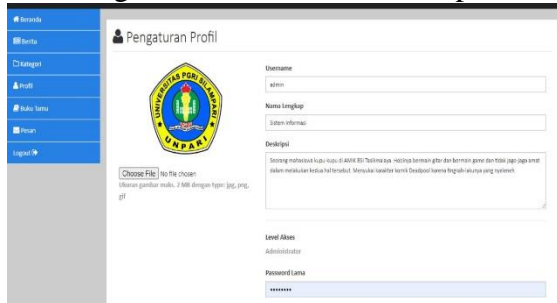 Beranda
Berita
Kategori
Profil
Buku Tamu
Pesan
Logout
Pengaturan Profil
UNIVERSITAS PGRI SILAMPARI
UNPARI
Choose File No file chosen
Ukuran gambar maks. 2 MB dengan type: jpg, png, gif
Username
admin
Nama Lengkap
Sistem informasi
Deskripsi
Seorang mahasiswa kupu-kupu di AMIK BSI Tasikmalaya. Hobinya bermain gitar dan bermain game dan tidak jago-jaga amat
dalam melakukan kedua hal tersebut. Menyukai karakter komik Deadpool karena tingkah lakunya yang nyeleneh.
Level Akses
Administrator
Password Lama